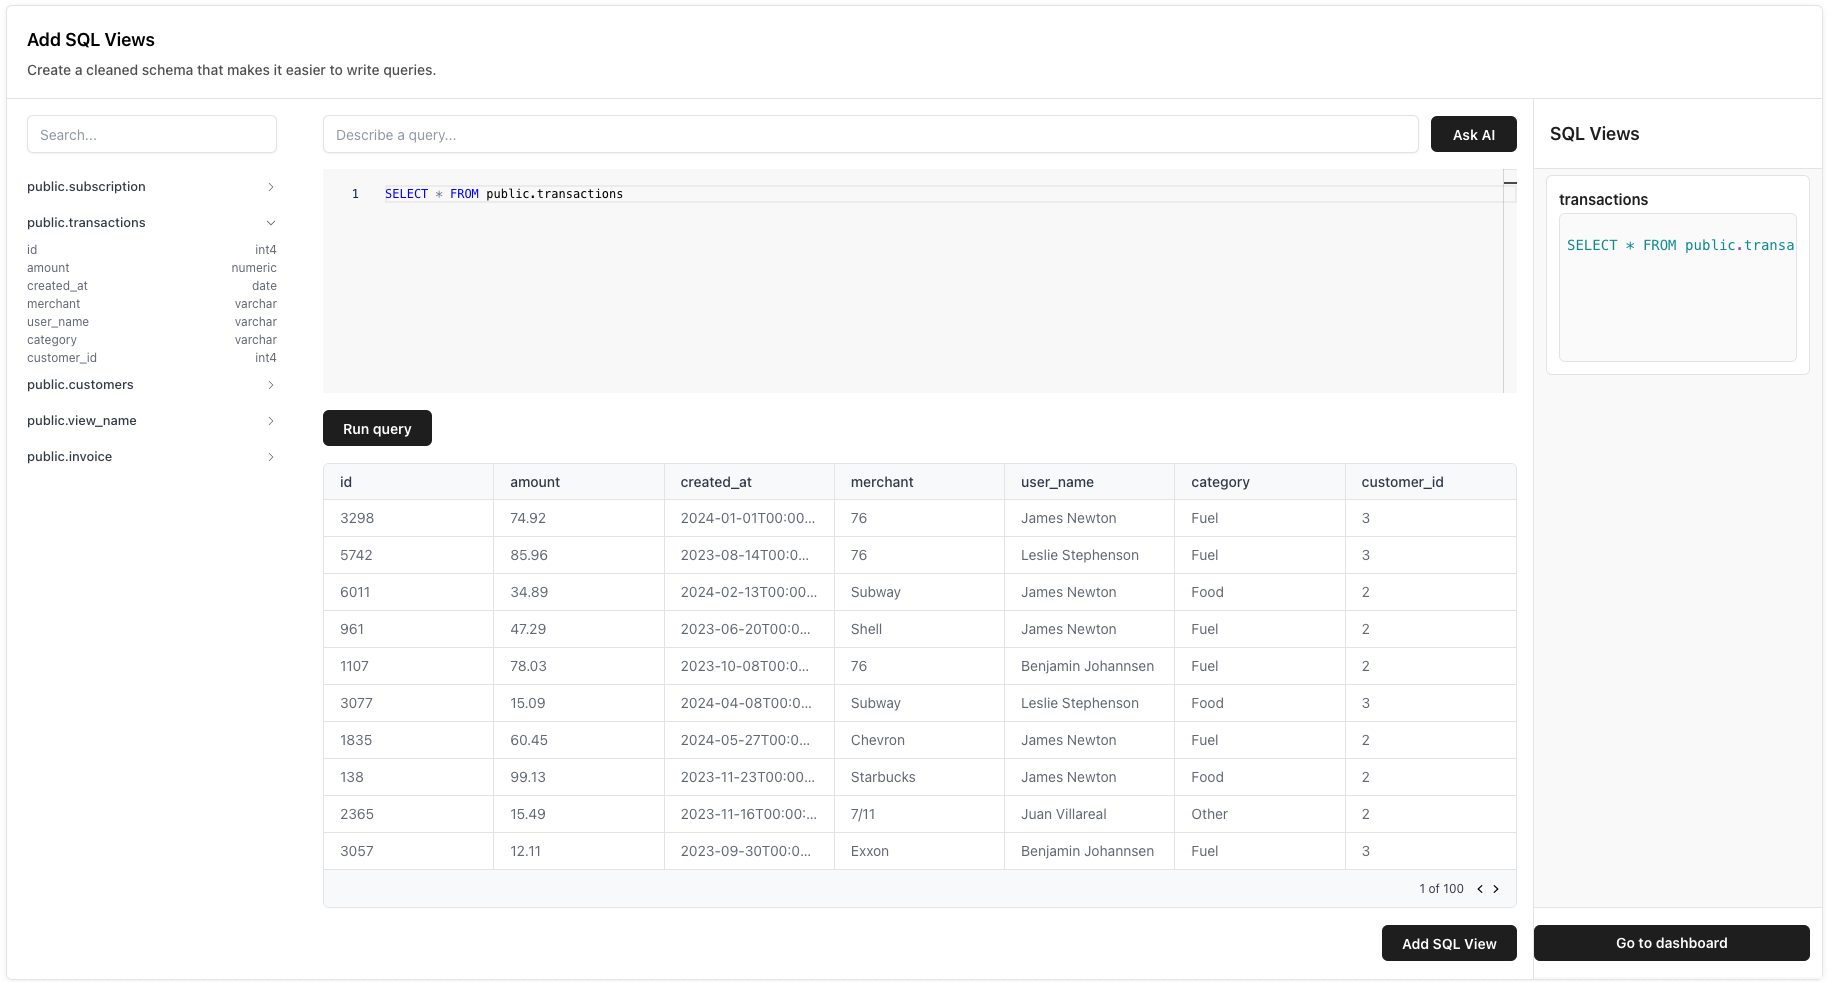 Add SQL Views
Create a cleaned schema that makes it easier to write queries.
Search...
public.subscription
public.transactions
id int4
amount numeric
created_at date
merchant varchar
user_name varchar
category varchar
customer_id int4
public.customers
public.view_name
public.invoice
Describe a query...
Ask AI
1 SELECT * FROM public.transactions
Run query
id amount created_at merchant user_name category customer_id
3298 74.92 2024-01-01T00:00... 76 James Newton Fuel 3
5742 85.96 2023-08-14T00:0... 76 Leslie Stephenson Fuel 3
6011 34.89 2024-02-13T00:00... Subway James Newton Food 2
961 47.29 2023-06-20T00:0... Shell James Newton Fuel 2
1107 78.03 2023-10-08T00:0... 76 Benjamin Johannsen Fuel 2
3077 15.09 2024-04-08T00:0... Subway Leslie Stephenson Food 3
1835 60.45 2024-05-27T00:0... Chevron James Newton Fuel 2
138 99.13 2023-11-23T00:00... Starbucks James Newton Food 2
2365 15.49 2023-11-16T00:00:... 7/11 Juan Villareal Other 2
3057 12.11 2023-09-30T00:0... Exxon Benjamin Johannsen Fuel 3
1 of 100
Add SQL View
SQL Views
transactions
SELECT * FROM public.transa
Go to dashboard